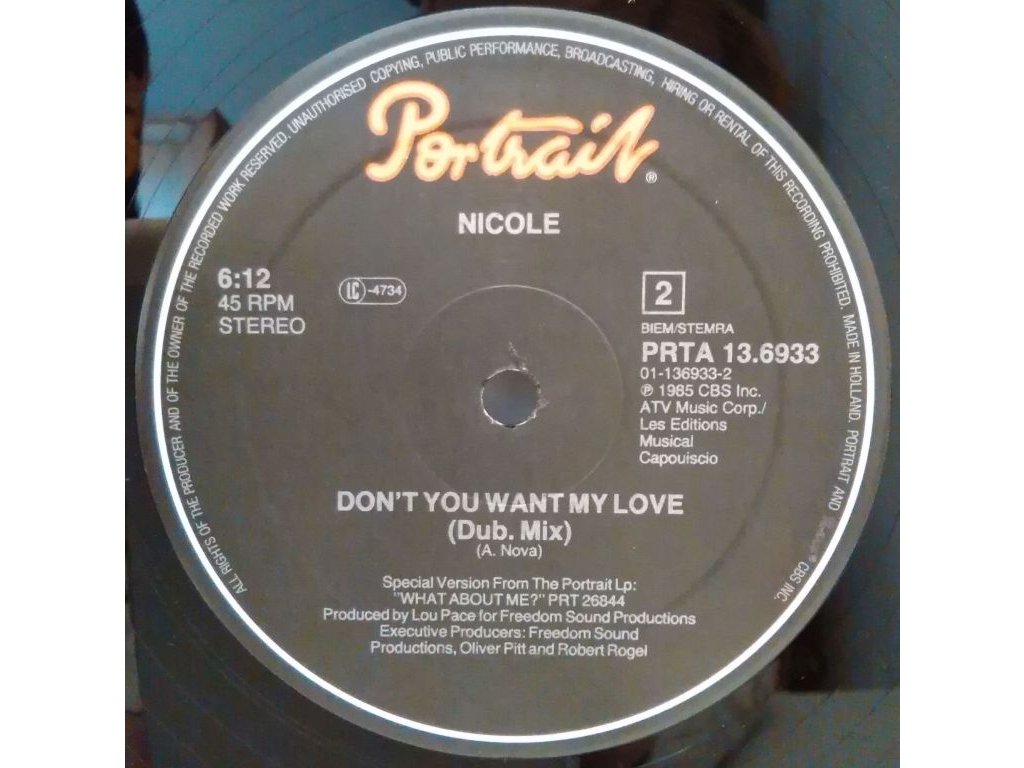 ALL RIGHTS OF THE PRODUCER AND OF THE OWNER OF THE RECORDED WORK RESERVED. UNAUTHORISED COPYING, PUBLIC PERFORMANCE, BROADCASTING, HIRING OR RENTAL OF THIS RECORDING PROHIBITED. MADE IN HOLLAND. PORTRAIT AND CBS INC.
Portrait®
NICOLE
6:12
45 RPM
STEREO
LC -4734
2
BIEM/STEMRA
PRTA 13.6933
01-136933-2
℗ 1985 CBS Inc.
ATV Music Corp./
Les Editions
Musical
Capouiscio
DON'T YOU WANT MY LOVE
(Dub. Mix)
(A. Nova)
Special Version From The Portrait Lp:
"WHAT ABOUT ME?" PRT 26844
Produced by Lou Pace for Freedom Sound Productions
Executive Producers: Freedom Sound
Productions, Oliver Pitt and Robert Rogel